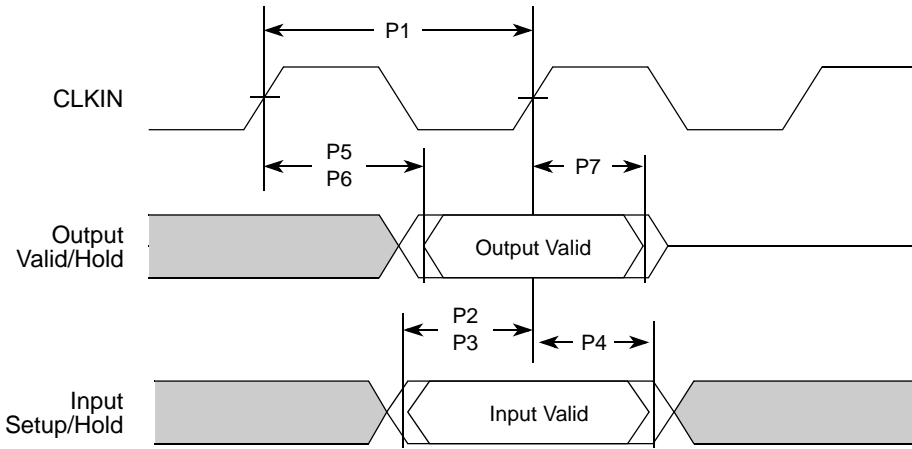 P1
CLKIN
P5
P6
P7
Output
Valid/Hold
Output Valid
P2
P3
P4
Input
Setup/Hold
Input Valid